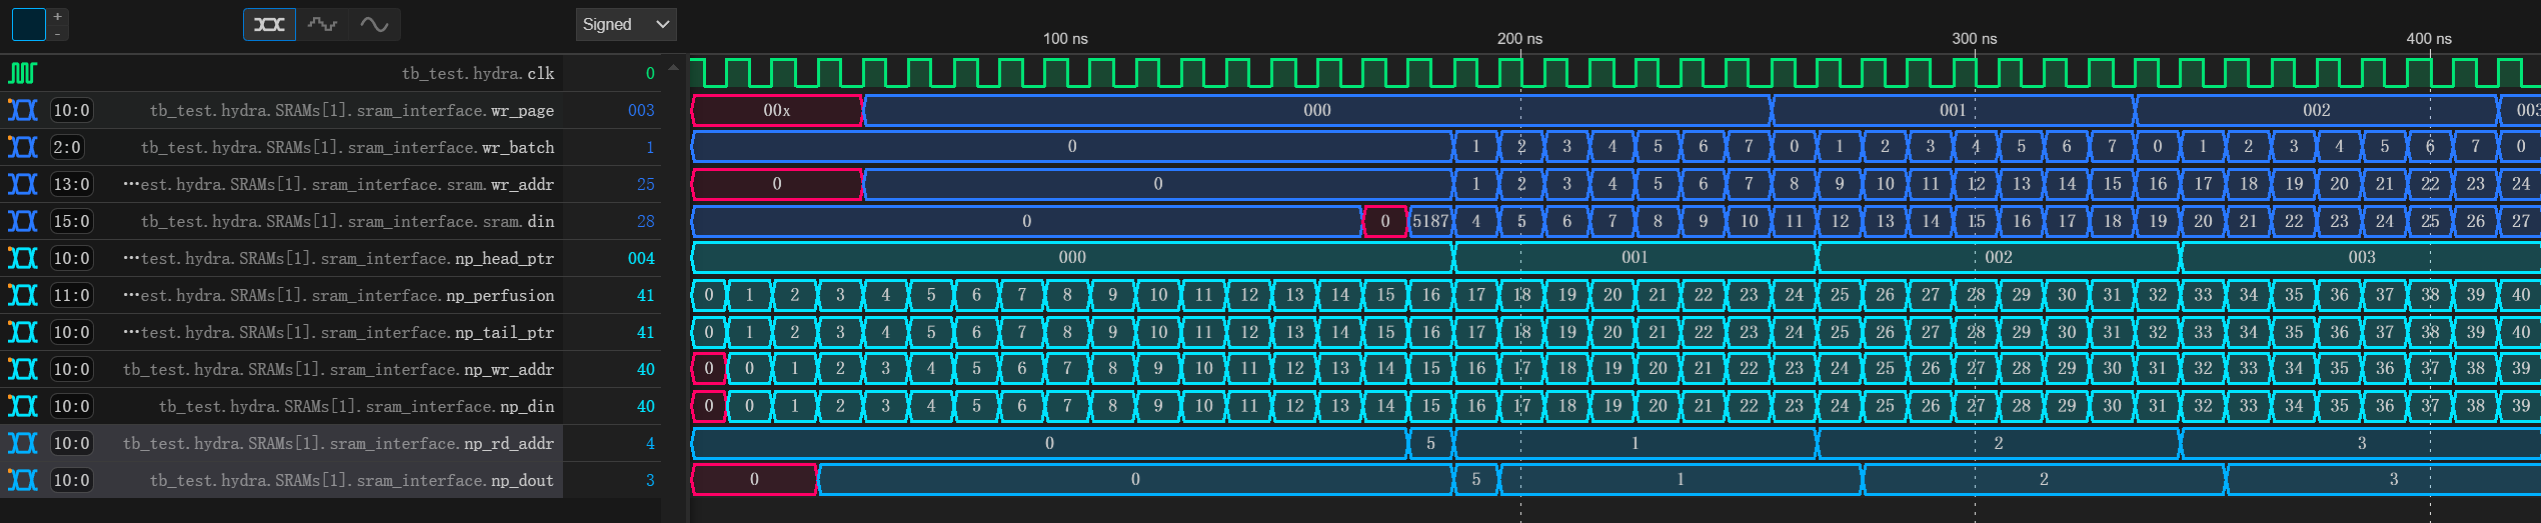 +
-
Signed
100 ns 200 ns 300 ns 400 ns
tb_test.hydra.clk 0
10:0 tb_test.hydra.SRAMs[1].sram_interface.wr_page 003 00x 000 001 002 003
2:0 tb_test.hydra.SRAMs[1].sram_interface.wr_batch 1 0 1 2 3 4 5 6 7 0 1 2 3 4 5 6 7 0 1 2 3 4 5 6 7 0
13:0 ···est.hydra.SRAMs[1].sram_interface.sram.wr_addr 25 0 0 1 2 3 4 5 6 7 8 9 10 11 12 13 14 15 16 17 18 19 20 21 22 23 24
15:0 tb_test.hydra.SRAMs[1].sram_interface.sram.din 28 0 0 5187 4 5 6 7 8 9 10 11 12 13 14 15 16 17 18 19 20 21 22 23 24 25 26 27
10:0 ···test.hydra.SRAMs[1].sram_interface.np_head_ptr 004 000 001 002 003
11:0 ···est.hydra.SRAMs[1].sram_interface.np_perfusion 41 0 1 2 3 4 5 6 7 8 9 10 11 12 13 14 15 16 17 18 19 20 21 22 23 24 25 26 27 28 29 30 31 32 33 34 35 36 37 38 39 40
10:0 ···test.hydra.SRAMs[1].sram_interface.np_tail_ptr 41 0 1 2 3 4 5 6 7 8 9 10 11 12 13 14 15 16 17 18 19 20 21 22 23 24 25 26 27 28 29 30 31 32 33 34 35 36 37 38 39 40
10:0 tb_test.hydra.SRAMs[1].sram_interface.np_wr_addr 40 0 0 1 2 3 4 5 6 7 8 9 10 11 12 13 14 15 16 17 18 19 20 21 22 23 24 25 26 27 28 29 30 31 32 33 34 35 36 37 38 39
10:0 tb_test.hydra.SRAMs[1].sram_interface.np_din 40 0 0 1 2 3 4 5 6 7 8 9 10 11 12 13 14 15 16 17 18 19 20 21 22 23 24 25 26 27 28 29 30 31 32 33 34 35 36 37 38 39
10:0 tb_test.hydra.SRAMs[1].sram_interface.np_rd_addr 4 0 5 1 2 3
10:0 tb_test.hydra.SRAMs[1].sram_interface.np_dout 3 0 0 5 1 2 3